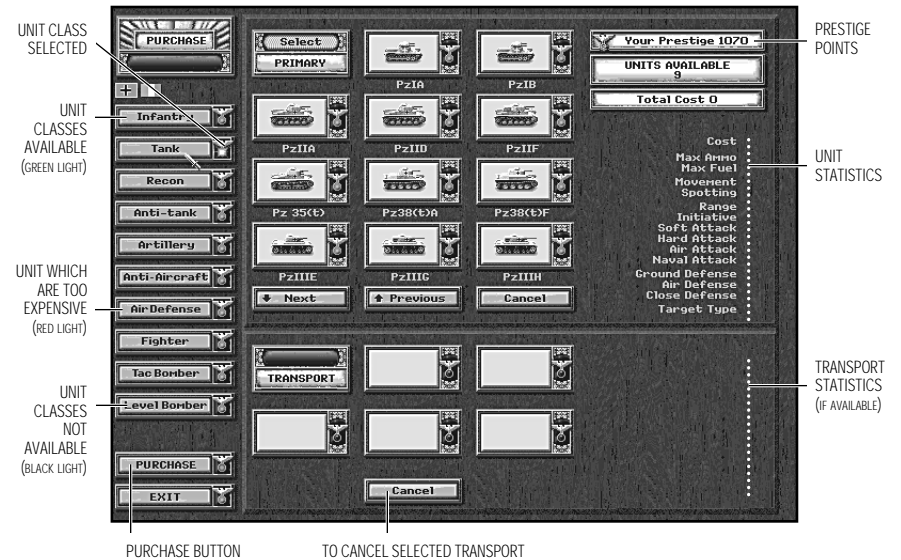 UNIT CLASS
SELECTED
UNIT
CLASSES
AVAILABLE
(GREEN LIGHT)
UNIT WHICH
ARE TOO
EXPENSIVE
(RED LIGHT)
UNIT
CLASSES
NOT
AVAILABLE
(BLACK LIGHT)
PURCHASE
+
Infantry
Tank
Recon
Anti-tank
Artillery
Anti-Aircraft
Air Defense
Fighter
Tac Bomber
Level Bomber
PURCHASE
EXIT
Select
PRIMARY
PzIA
PzIB
PzIIA
PzIID
PzIIF
Pz 35(t)
Pz38(t)A
Pz38(t)F
PzIIIE
PzIIIG
PzIIIH
Next
Previous
Cancel
Your Prestige 1070
UNITS AVAILABLE
9
Total Cost 0
Cost
Max Ammo
Max Fuel
Movement
Spotting
Range
Initiative
Soft Attack
Hard Attack
Air Attack
Naval Attack
Ground Defense
Air Defense
Close Defense
Target Type
TRANSPORT
Cancel
PRESTIGE
POINTS
UNIT
STATISTICS
TRANSPORT
STATISTICS
(IF AVAILABLE)
PURCHASE BUTTON
TO CANCEL SELECTED TRANSPORT